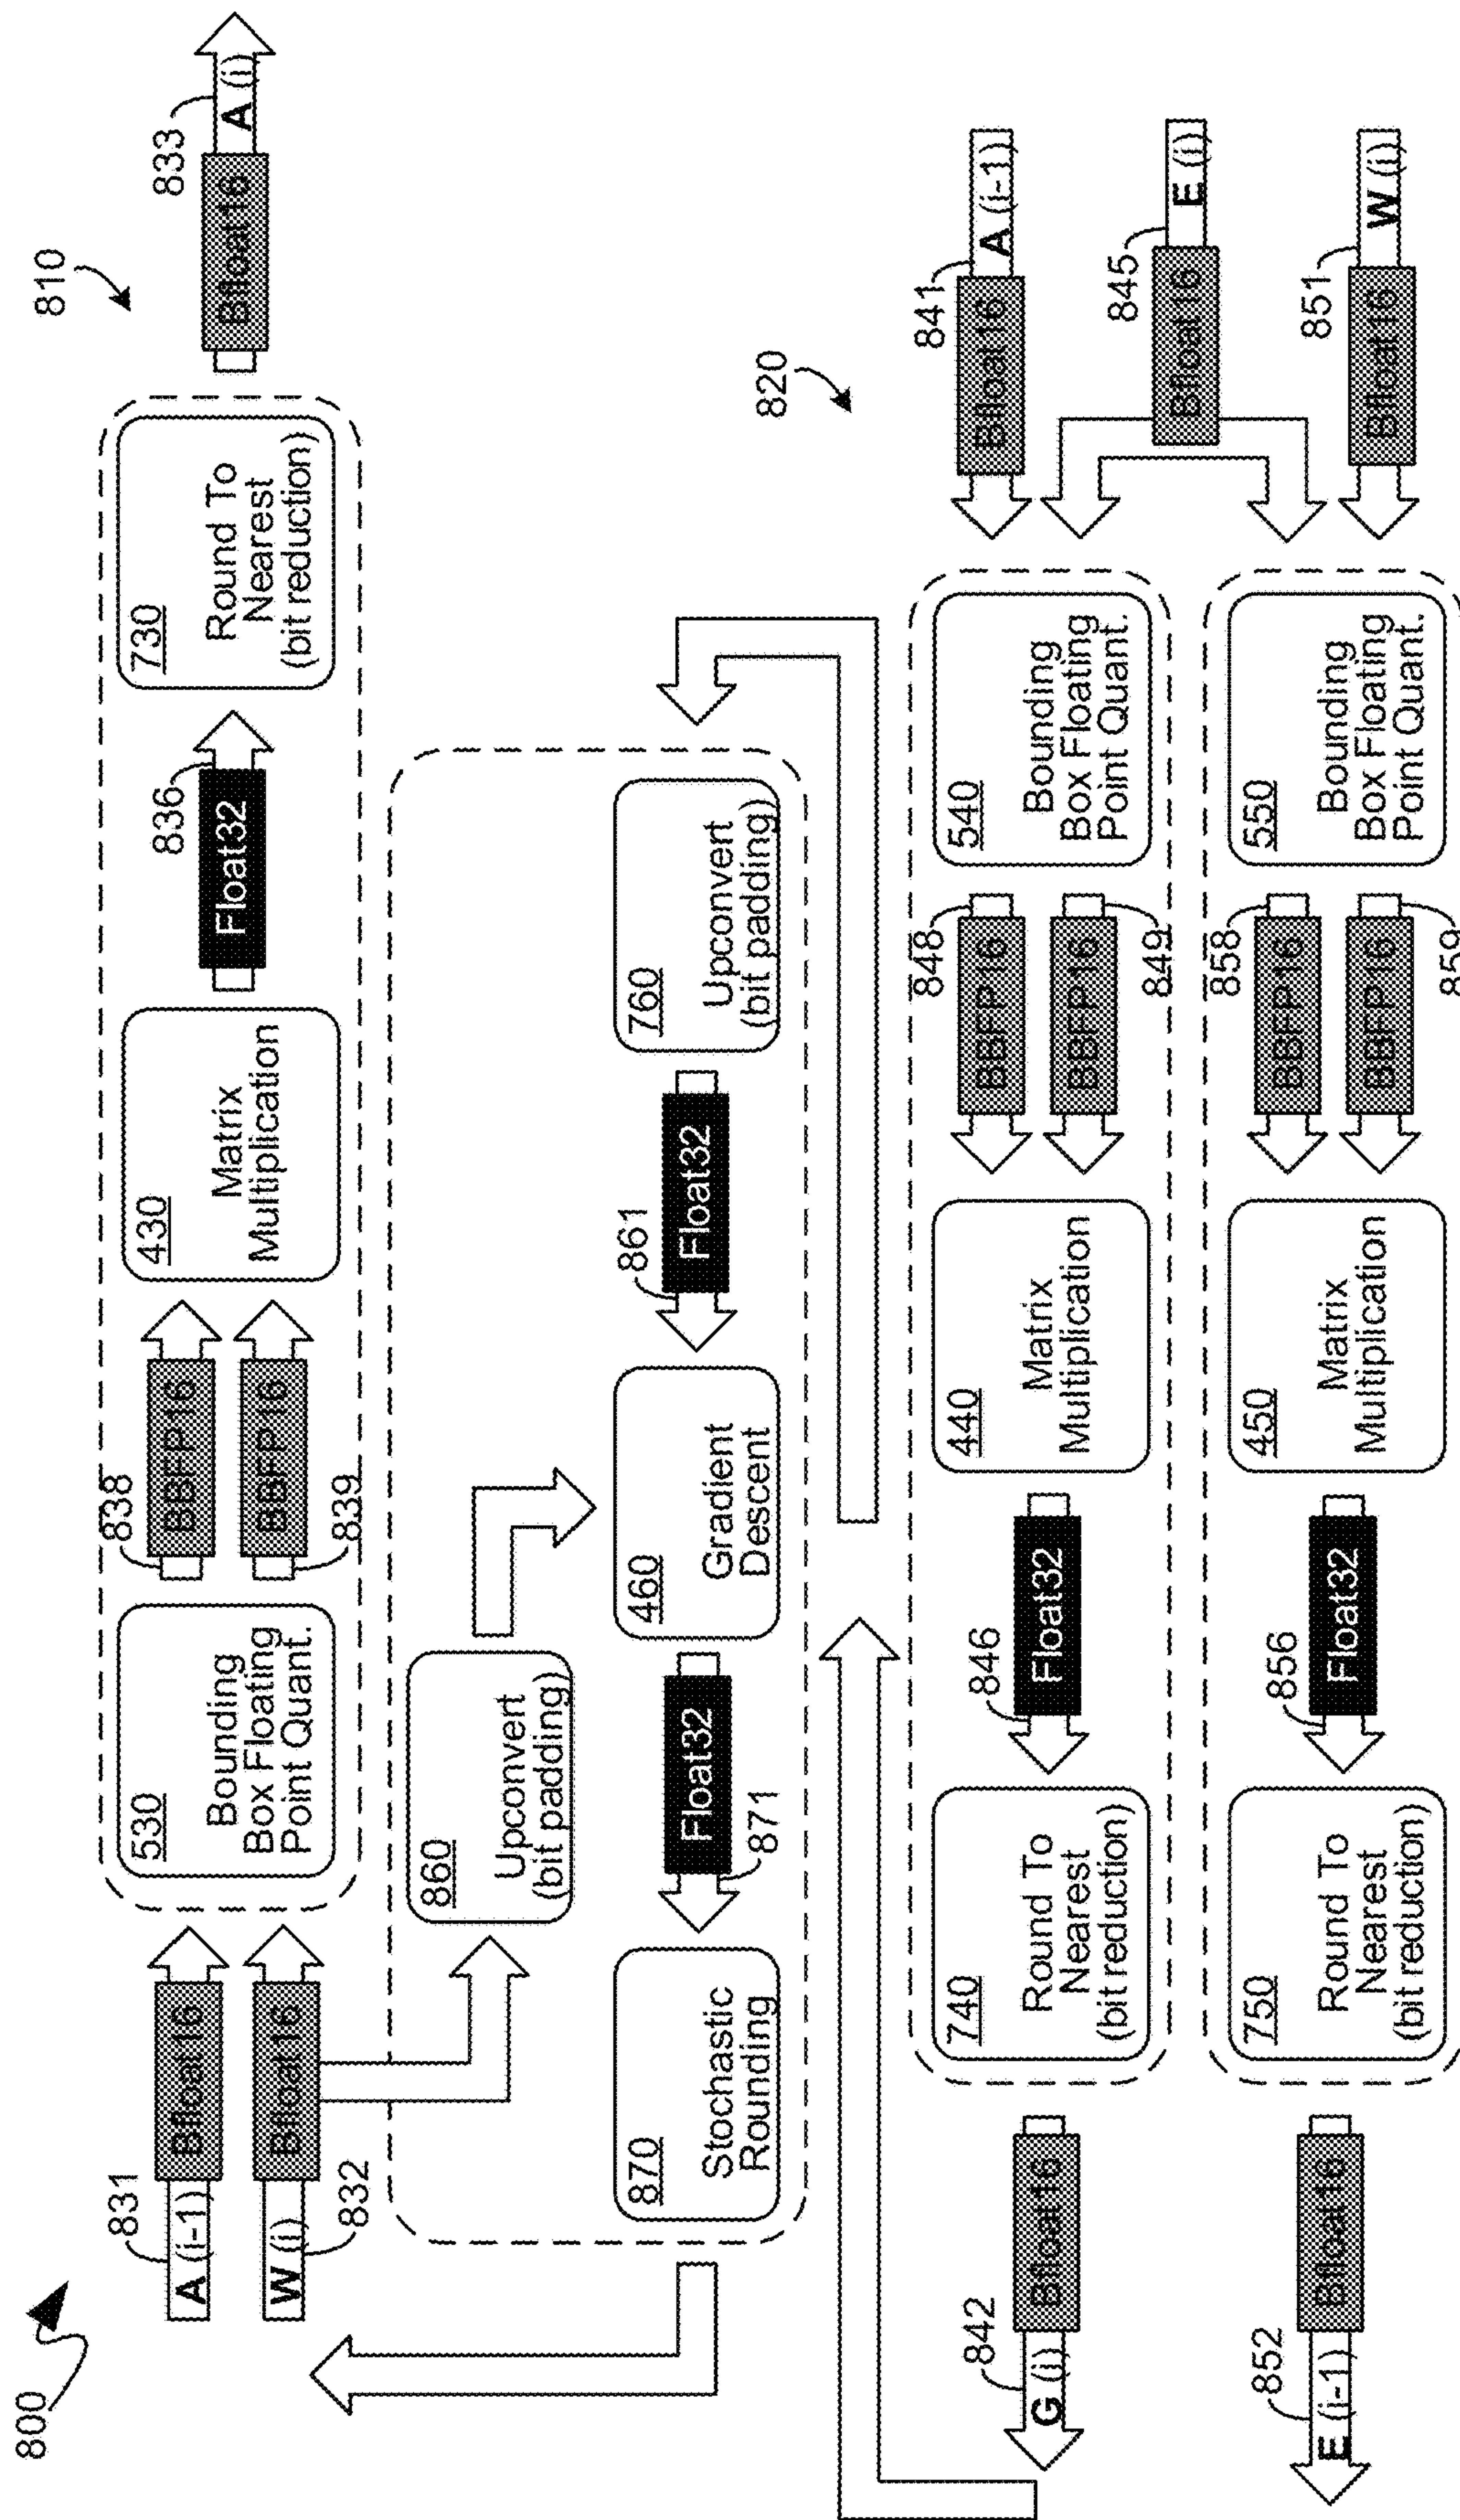 800
810
831
A (i-1)
Bfloat16
W (i)
832
Bfloat16
530
Bounding
Box Floating
Point Quant.
838
BBFP16
BBFP16
839
430
Matrix
Multiplication
836
Float32
730
Round To
Nearest
(bit reduction)
833
Bfloat16
A (i)
860
Upconvert
(bit padding)
870
Stochastic
Rounding
Float32
871
460
Gradient
Descent
861
Float32
760
Upconvert
(bit padding)
820
842
G (i)
Bfloat16
740
Round To
Nearest
(bit reduction)
846
Float32
440
Matrix
Multiplication
848
BBFP16
BBFP16
849
540
Bounding
Box Floating
Point Quant.
841
Bfloat16
A (i-1)
845
Bfloat16
E (i)
852
E (i-1)
Bfloat16
750
Round To
Nearest
(bit reduction)
856
Float32
450
Matrix
Multiplication
858
BBFP16
BBFP16
859
550
Bounding
Box Floating
Point Quant.
851
Bfloat16
W (i)